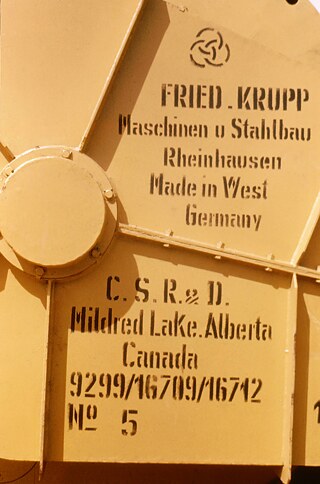 FRIED. KRUPP
Maschinen u Stahlbau
Rheinhausen
Made in West
Germany
C. S. R. & D.
Mildred Lake. Alberta
Canada
9299/16709/16712
Nº 5